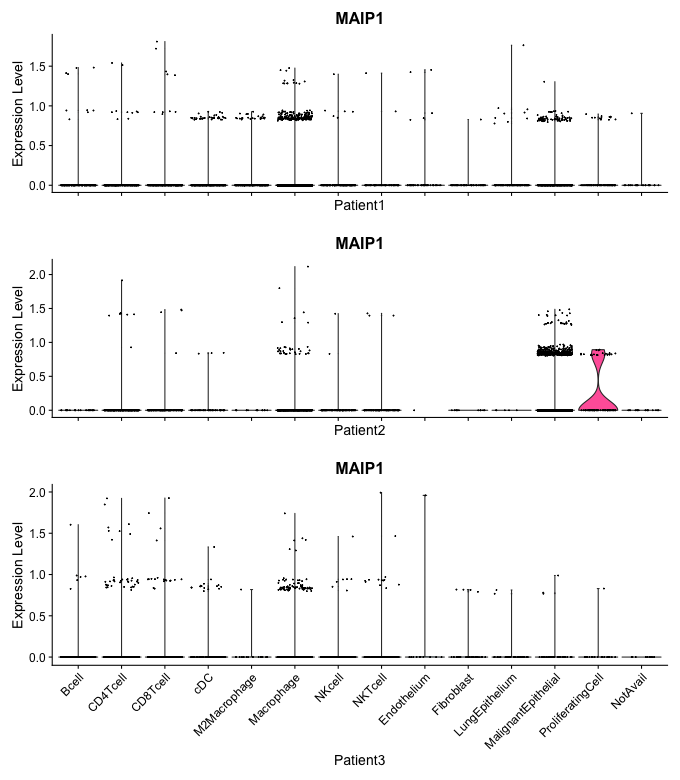 MAIP1
Expression Level
1.5
1.0
0.5
0.0
Patient1
MAIP1
Expression Level
2.0
1.5
1.0
0.5
0.0
Patient2
MAIP1
Expression Level
2.0
1.5
1.0
0.5
0.0
Bcell
CD4Tcell
CD8Tcell
cDC
M2Macrophage
Macrophage
NKcell
NKTcell
Endothelium
Fibroblast
LungEpithelium
MalignantEpithelial
ProliferatingCell
NotAvail
Patient3